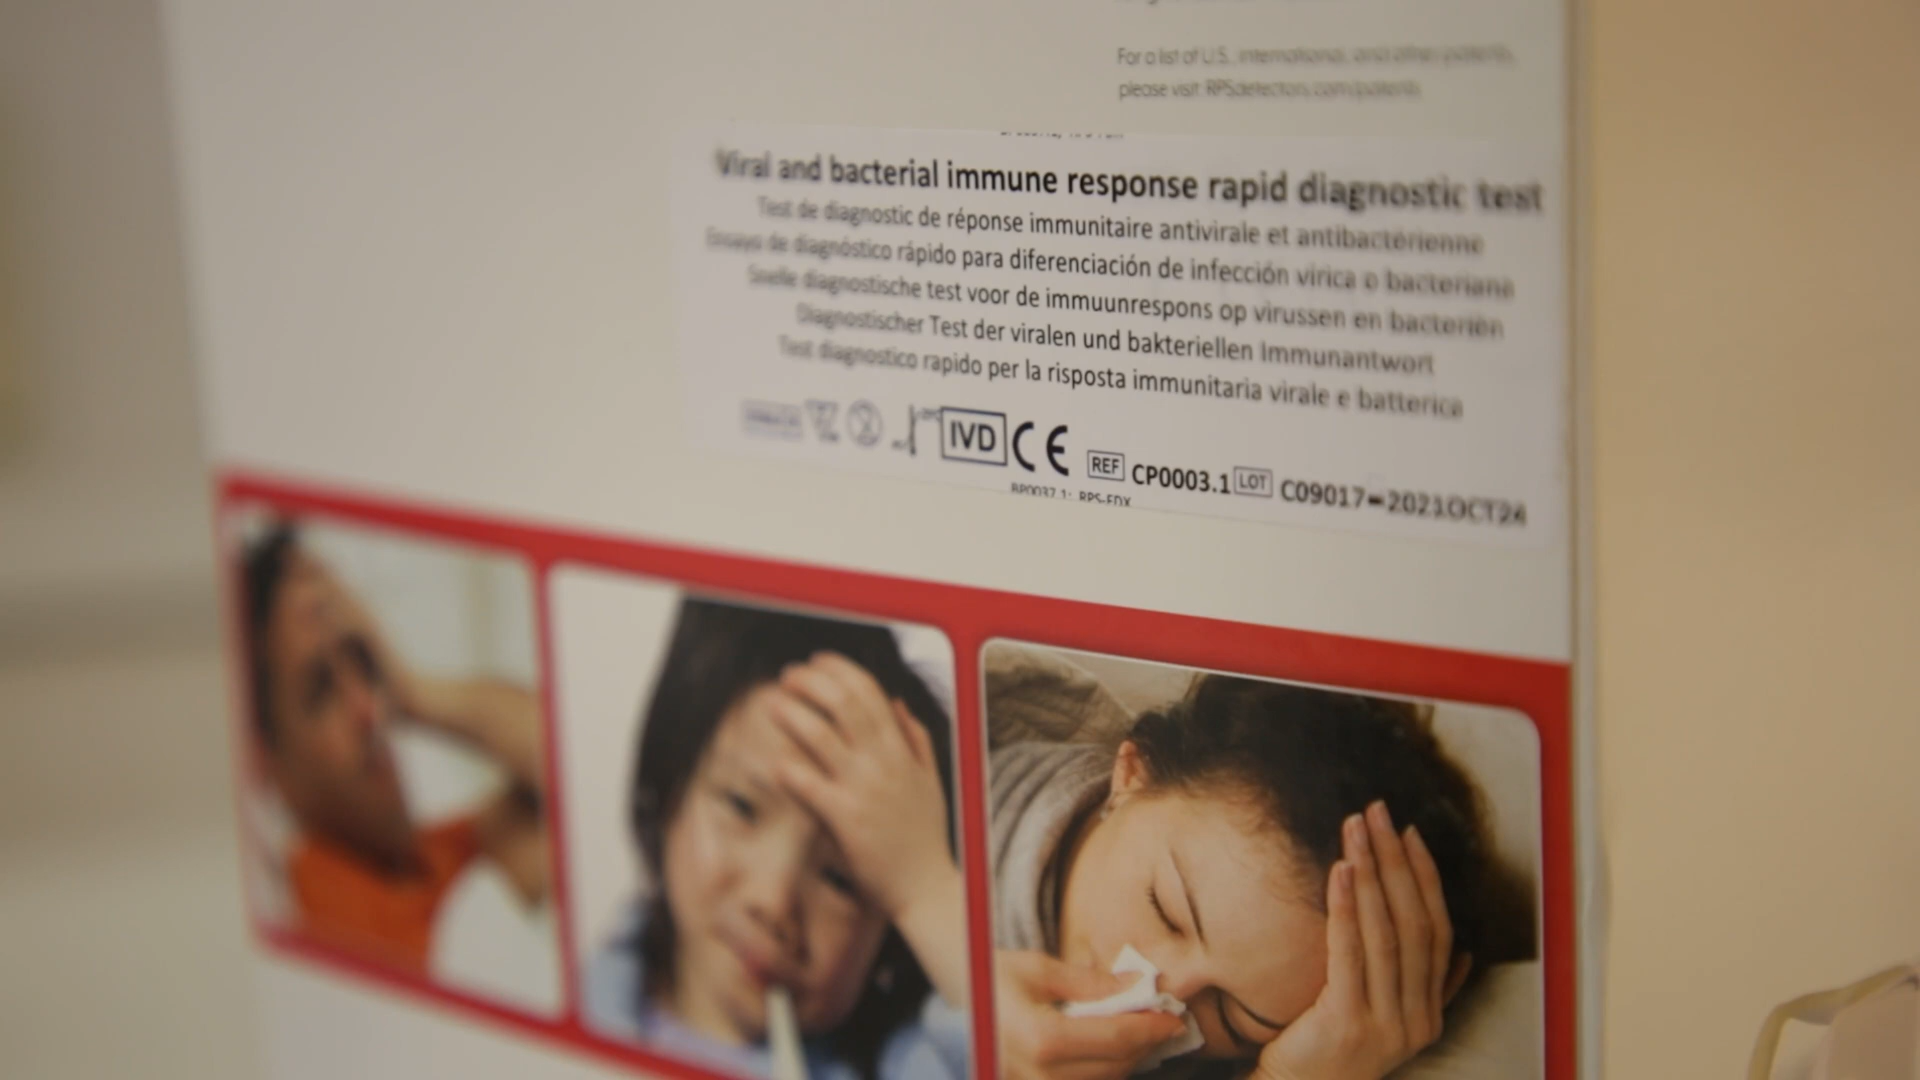 For a list of U.S., international, and other patents,
please visit RPSdetectors.com/patents
Viral and bacterial immune response rapid diagnostic test
Test de diagnostic de réponse immunitaire antivirale et antibactérienne
Ensayo de diagnóstico rápido para diferenciación de infección vírica o bacteriana
Snelle diagnostische test voor de immuunrespons op virussen en bacteriën
Diagnostischer Test der viralen und bakteriellen Immunantwort
Test diagnostico rapido per la risposta immunitaria virale e batterica
IVD CE REF CP0003.1 LOT C09017-2021OCT24